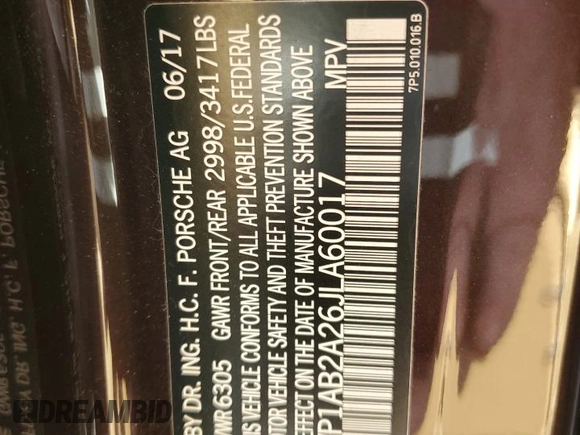 BY DR. ING. H.C. F. PORSCHE AG 06/17
6305 GAWR FRONT/REAR 2998/3417LBS
VEHICLE CONFORMS TO ALL APPLICABLE U.S.FEDERAL
VEHICLE SAFETY AND THEFT PREVENTION STANDARDS
EFFECT ON THE DATE OF MANUFACTURE SHOWN ABOVE
P1AB2A26JLA60017 MPV
7P5.010.016.B
DREAMBID